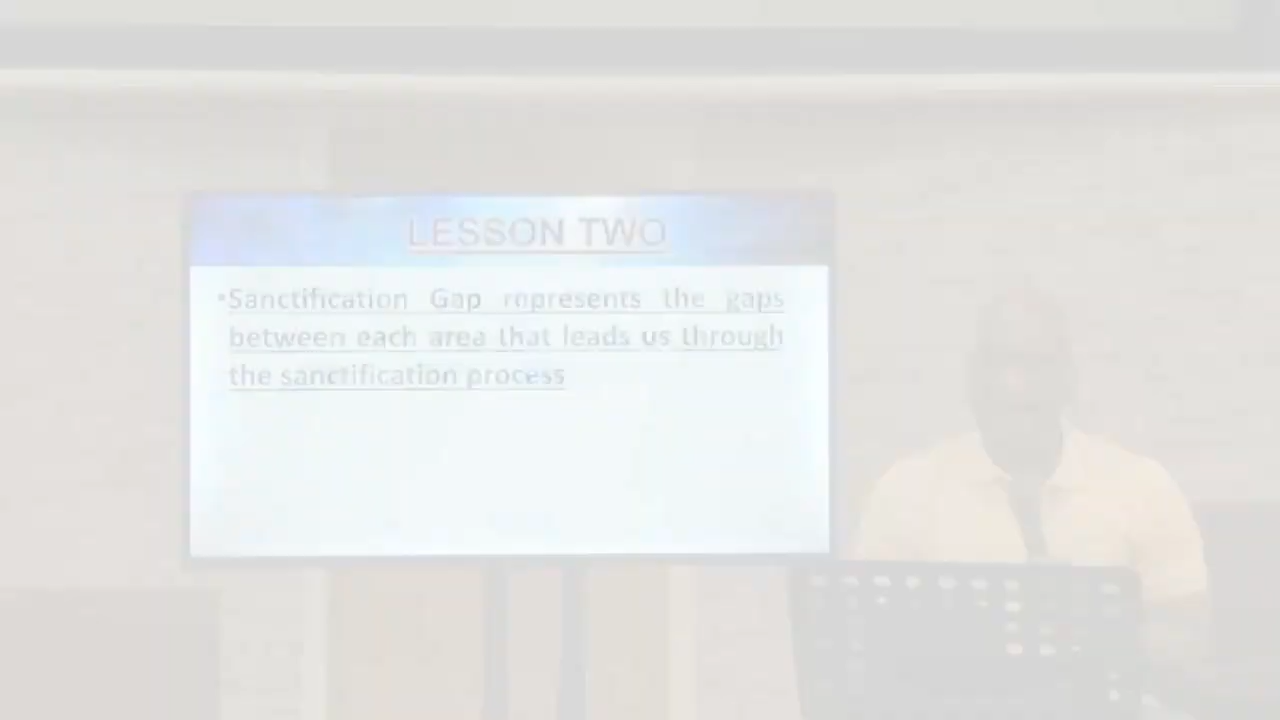 LESSON TWO
•Sanctification Gap represents the gaps
between each area that leads us through
the sanctification process